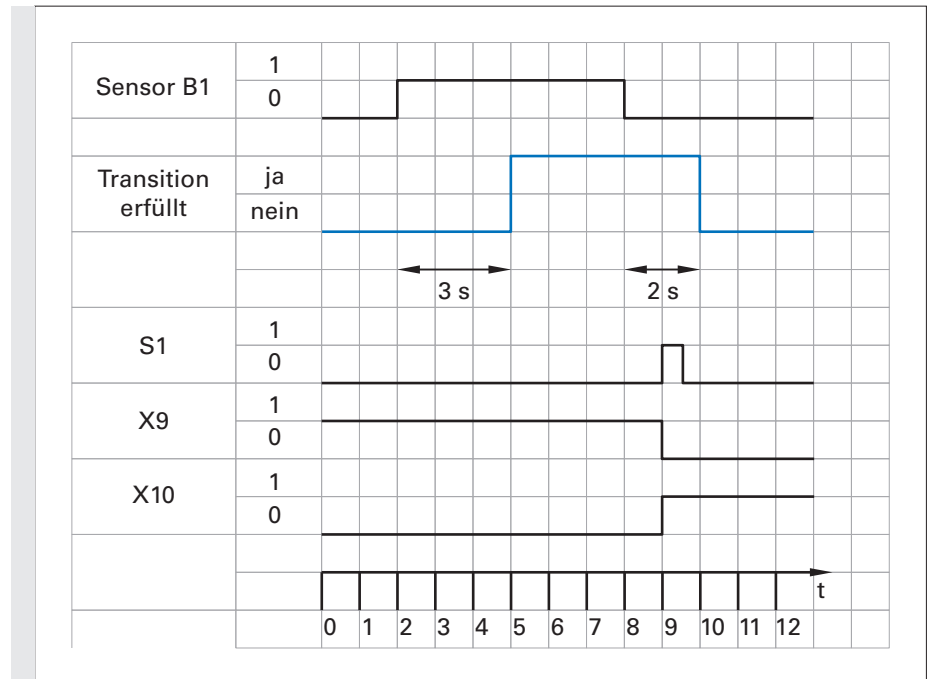 1
Sensor B1
0
Transition
erfüllt
ja
nein
3 s
2 s
S1
1
0
X9
1
0
X10
1
0
t
0 1 2 3 4 5 6 7 8 9 10 11 12